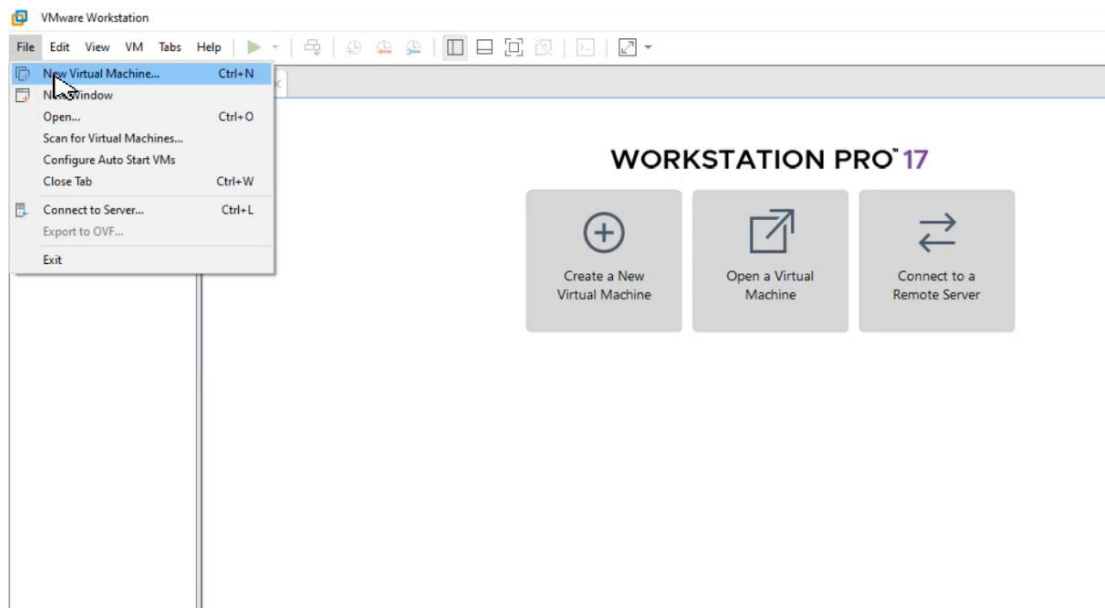 VMware Workstation
File Edit View VM Tabs Help
New Virtual Machine... Ctrl+N
New Window
Open... Ctrl+O
Scan for Virtual Machines...
Configure Auto Start VMs
Close Tab Ctrl+W
Connect to Server... Ctrl+L
Export to OVF...
Exit
WORKSTATION PRO™ 17
Create a New
Virtual Machine
Open a Virtual
Machine
Connect to a
Remote Server